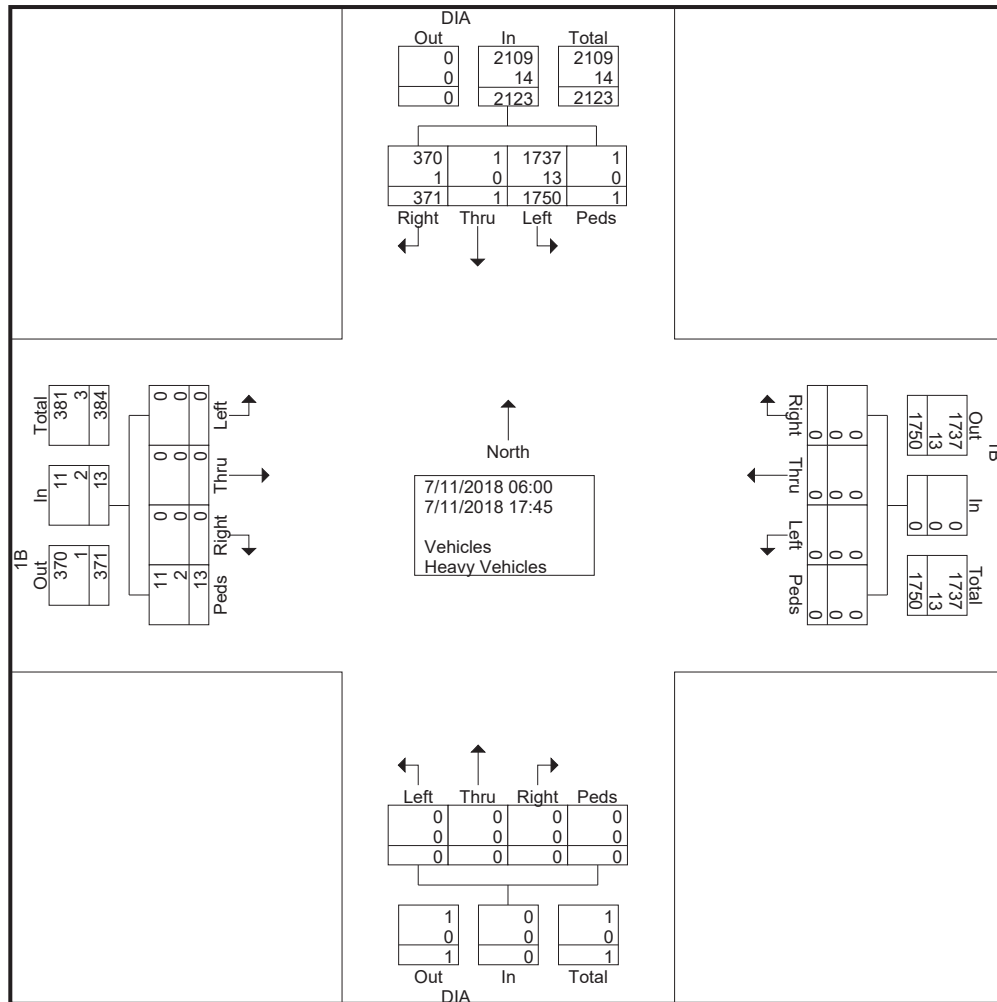 DIA
Out In Total
0 2109 2109
0 14 14
0 2123 2123
370 1 1737 1
1 0 13 0
371 1 1750 1
Right Thru Left Peds
Total
381 3 384
In
11 2 13
Out
370 1 371
1B
Left
0 0 0
Thru
0 0 0
Right
0 0 0
Peds
11 2 13
North
7/11/2018 06:00
7/11/2018 17:45
Vehicles
Heavy Vehicles
Right
0 0 0
Thru
0 0 0
Left
0 0 0
Peds
0 0 0
1B
Out
1737
13
1750
In
0
0
0
Total
1737
13
1750
Left Thru Right Peds
0 0 0 0
0 0 0 0
0 0 0 0
1 0 1
0 0 0
1 0 1
Out In Total
DIA